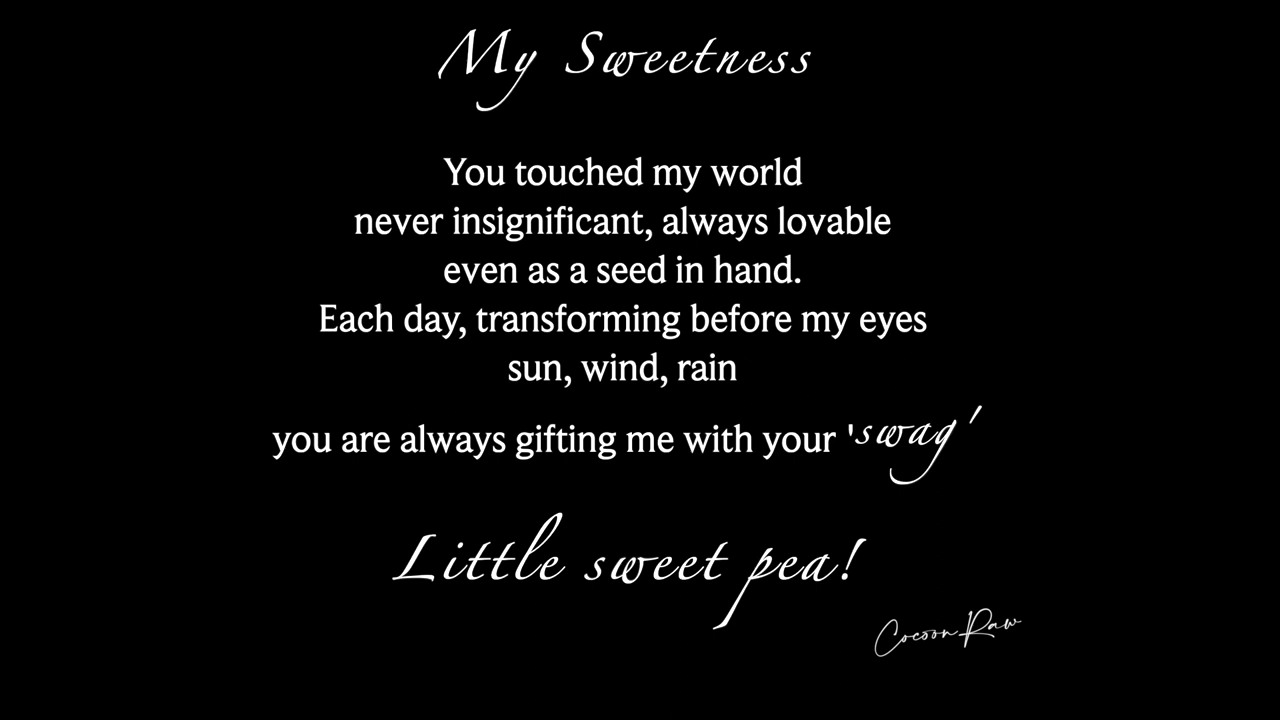 My Sweetness
You touched my world
never insignificant, always lovable
even as a seed in hand.
Each day, transforming before my eyes
sun, wind, rain
you are always gifting me with your 'swag'
Little sweet pea!
Cocoon Raw